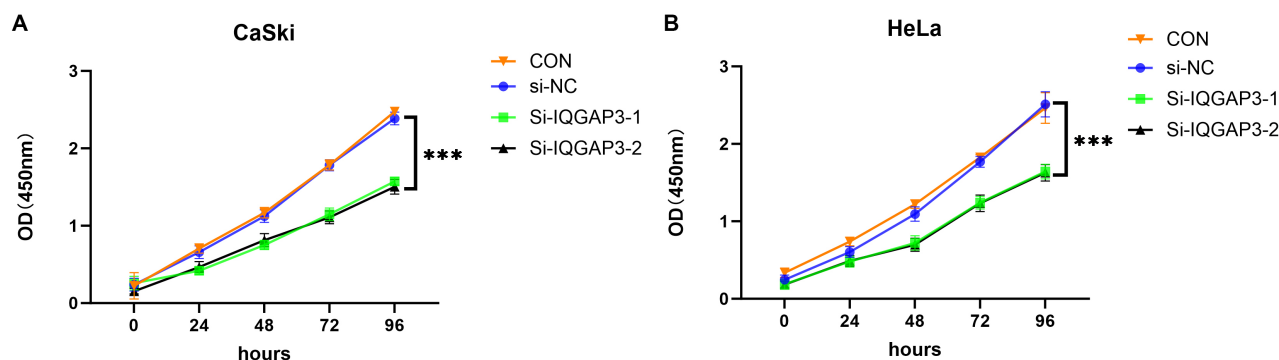 A
CaSki
CON
si-NC
Si-IQGAP3-1
Si-IQGAP3-2
OD(450nm)
3
2
1
0
***
0 24 48 72 96
hours
B
HeLa
CON
si-NC
Si-IQGAP3-1
Si-IQGAP3-2
OD(450nm)
3
2
1
0
***
0 24 48 72 96
hours